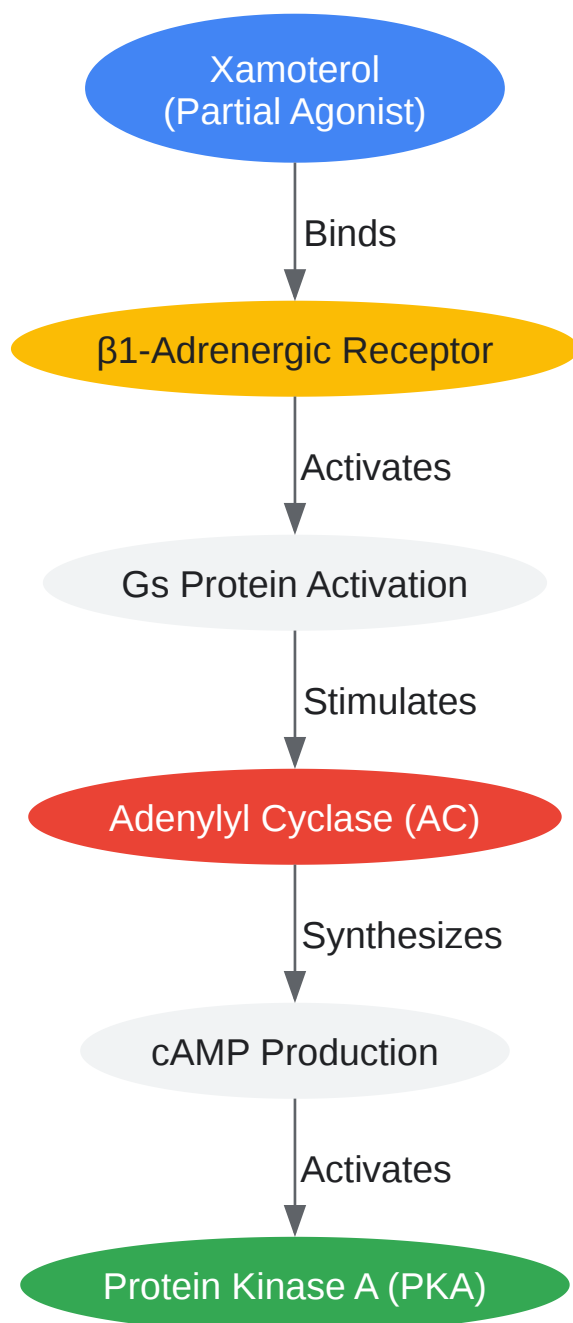 Xamoterol
(Partial Agonist)
Binds
β1-Adrenergic Receptor
Activates
Gs Protein Activation
Stimulates
Adenylyl Cyclase (AC)
Synthesizes
cAMP Production
Activates
Protein Kinase A (PKA)